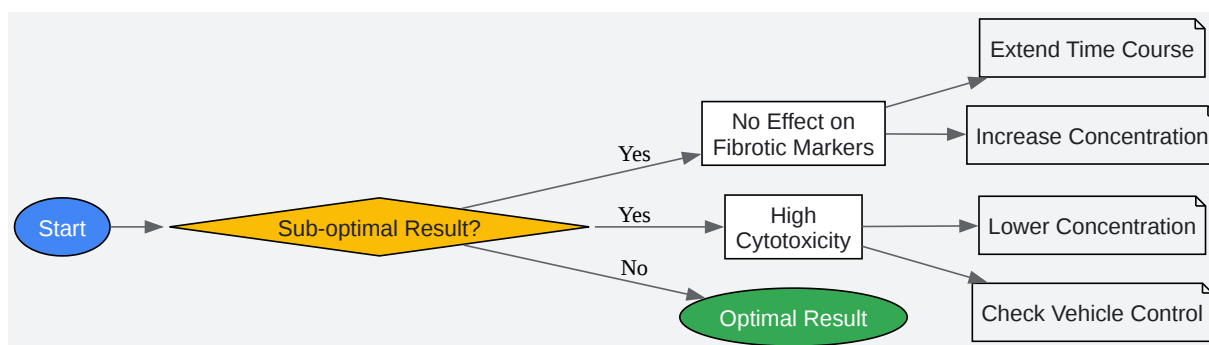 Start
Sub-optimal Result?
Yes
Yes
No
No Effect on
Fibrotic Markers
High
Cytotoxicity
Optimal Result
Extend Time Course
Increase Concentration
Lower Concentration
Check Vehicle Control